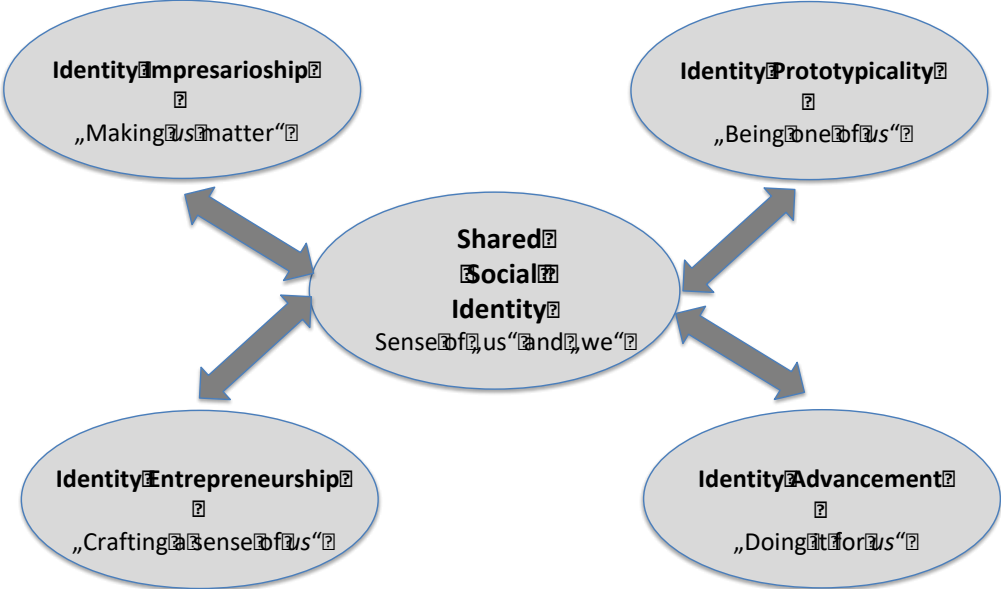 Identity Impresarioship
„Making us matter“
Identity Prototypicality
„Being one of us“
Shared
Social
Identity
Sense of „us“ and „we“
Identity Entrepreneurship
„Crafting a sense of us“
Identity Advancement
„Doing it for us“